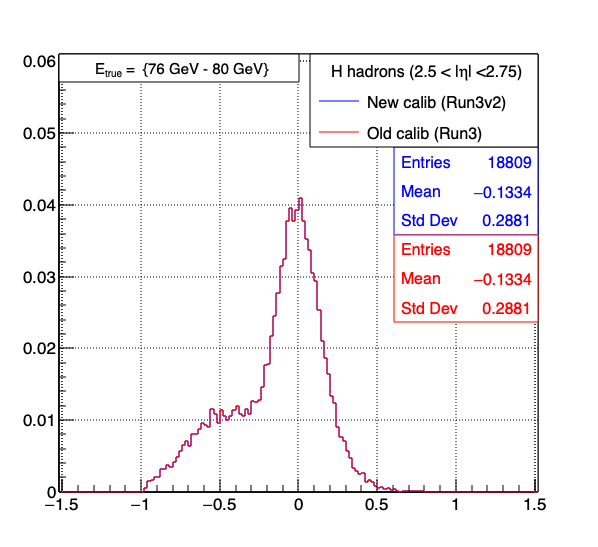 E_true = {76 GeV - 80 GeV}
H hadrons (2.5 < |η| <2.75)
New calib (Run3v2)
Old calib (Run3)
Entries 18809
Mean −0.1334
Std Dev 0.2881
Entries 18809
Mean −0.1334
Std Dev 0.2881
0.06
0.05
0.04
0.03
0.02
0.01
0
−1.5 −1 −0.5 0 0.5 1 1.5